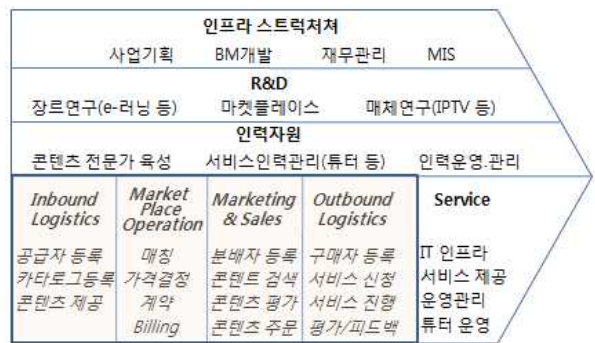 인프라 스트럭처쳐
사업기획 BM개발 재무관리 MIS
R&D
장르연구(e-러닝 등) 마켓플레이스 매체연구(IPTV 등)
인력자원
콘텐츠 전문가 육성 서비스인력관리(튜터 등) 인력운영.관리
Inbound Logistics
공급자 등록
카타로그등록
콘텐츠 제공
Market Place Operation
매칭
가격결정
계약
Billing
Marketing & Sales
분배자 등록
콘텐트 검색
콘텐츠 평가
콘텐츠 주문
Outbound Logistics
구매자 등록
서비스 신청
서비스 진행
평가/피드백
Service
IT 인프라
서비스 제공
운영관리
튜터 운영